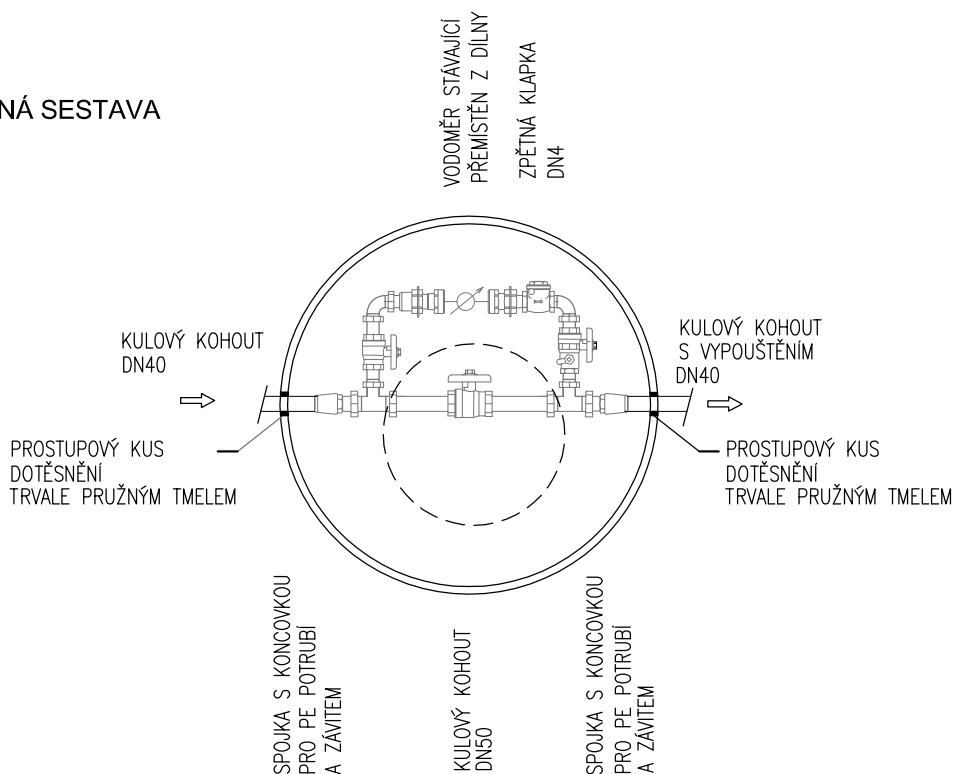 NÁ SESTAVA
VODOMĚR STÁVAJÍCÍ
PŘEMÍSTĚN Z DÍLNY
ZPĚTNÁ KLAPKA
DN4
KULOVÝ KOHOUT
DN40
KULOVÝ KOHOUT
S VYPOUŠTĚNÍM
DN40
PROSTUPOVÝ KUS
DOTĚSNĚNÍ
TRVALE PRUŽNÝM TMELEM
PROSTUPOVÝ KUS
DOTĚSNĚNÍ
TRVALE PRUŽNÝM TMELEM
SPOJKA S KONCOVKOU
PRO PE POTRUBÍ
A ZÁVITEM
KULOVÝ KOHOUT
DN50
SPOJKA S KONCOVKOU
PRO PE POTRUBÍ
A ZÁVITEM